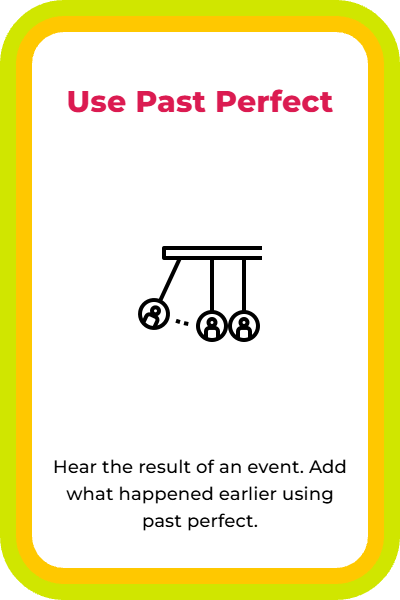 Use Past Perfect
Hear the result of an event. Add
what happened earlier using
past perfect.